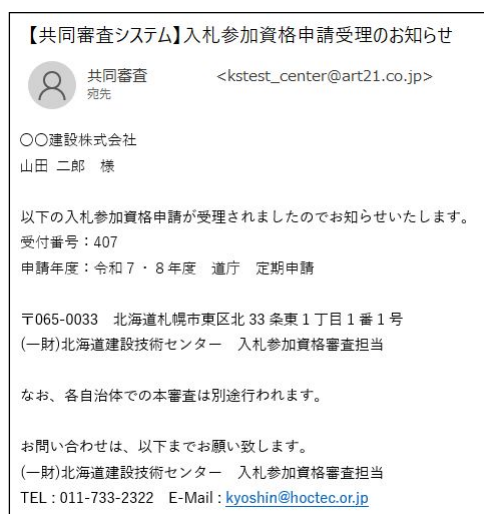 【共同審査システム】入札参加資格申請受理のお知らせ
共同審査 <kstest_center@art21.co.jp>
宛先
〇〇建設株式会社
山田 二郎 様
以下の入札参加資格申請が受理されましたのでお知らせいたします。
受付番号：407
申請年度：令和７・８年度 道庁 定期申請
〒065-0033 北海道札幌市東区北 33 条東１丁目１番１号
(一財)北海道建設技術センター 入札参加資格審査担当
なお、各自治体での本審査は別途行われます。
お問い合わせは、以下までお願い致します。
(一財)北海道建設技術センター 入札参加資格審査担当
TEL : 011-733-2322 E-Mail : kyoshin@hoctec.or.jp